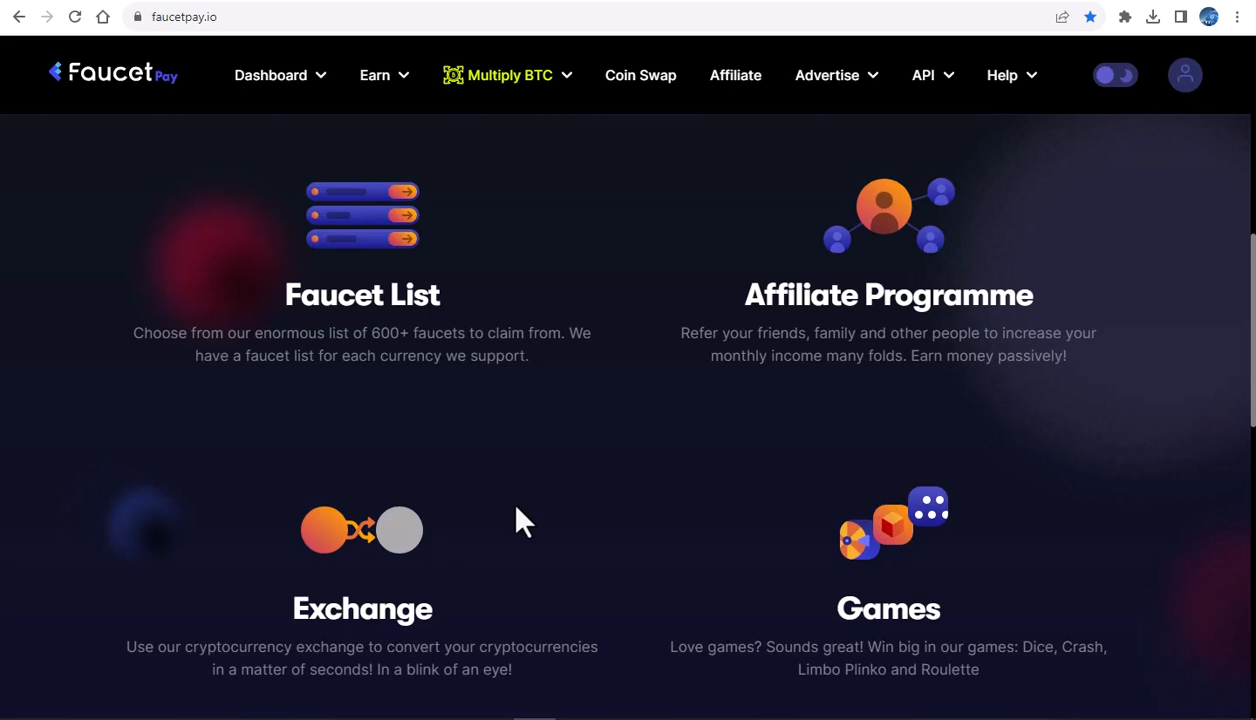 faucetpay.io
Faucet Pay
Dashboard Earn Multiply BTC Coin Swap Affiliate Advertise API Help
Faucet List
Choose from our enormous list of 600+ faucets to claim from. We
have a faucet list for each currency we support.
Affiliate Programme
Refer your friends, family and other people to increase your
monthly income many folds. Earn money passively!
Exchange
Use our cryptocurrency exchange to convert your cryptocurrencies
in a matter of seconds! In a blink of an eye!
Games
Love games? Sounds great! Win big in our games: Dice, Crash,
Limbo Plinko and Roulette